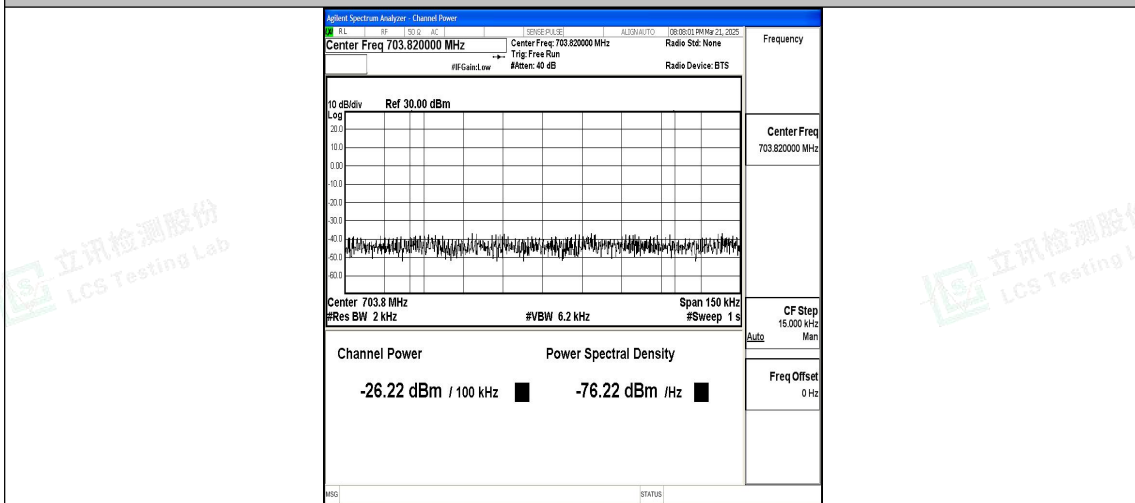 Agilent Spectrum Analyzer - Channel Power
LXI RL RF 50 Ω AC SENSE:PULSE ALIGNAUTO 08:08:01 PM Mar 21, 2025
Center Freq 703.820000 MHz
Center Freq: 703.820000 MHz
Radio Std: None
Trig: Free Run
#IFGain:Low
#Atten: 40 dB
Radio Device: BTS
Frequency
10 dB/div Ref 30.00 dBm
Log
20.0
10.0
0.00
-10.0
-20.0
-30.0
-40.0
-50.0
-60.0
Center 703.8 MHz Span 150 kHz
#Res BW 2 kHz #VBW 6.2 kHz #Sweep 1 s
Channel Power Power Spectral Density
-26.22 dBm / 100 kHz -76.22 dBm /Hz
Center Freq
703.820000 MHz
CF Step
15.000 kHz
Auto Man
Freq Offset
0 Hz
MSG STATUS
立讯检测股份
LCS Testing Lab
立讯检测股份
LCS Testing L